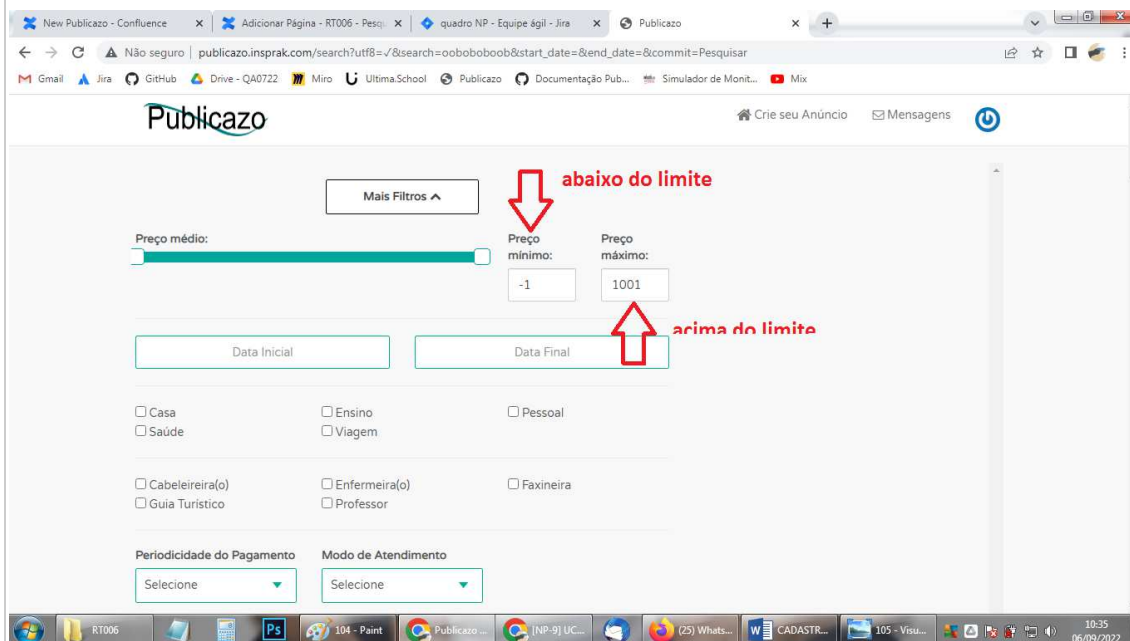 New Publicazo - Confluence
Adicionar Página - RT006 - Pesqu
quadro NP - Equipe ágil - Jira
Publicazo
Não seguro | publicazo.insprak.com/search?utf8=✓&search=ooboboboob&start_date=&end_date=&commit=Pesquisar
Gmail Jira GitHub Drive - QA0722 Miro Ultima.School Publicazo Documentação Pub... Simulador de Monit... Mix
Publicazo
Crie seu Anúncio
Mensagens
abaixo do limite
Mais Filtros
Preço médio:
Preço
mínimo:
Preço
máximo:
-1
1001
acima do limite
Data Inicial
Data Final
Casa
Ensino
Pessoal
Saúde
Viagem
Cabeleireira(o)
Enfermeira(o)
Faxineira
Guia Turístico
Professor
Periodicidade do Pagamento
Modo de Atendimento
Selecione
Selecione
RT006
Ps
104 - Paint
Publicazo ...
[NP-9] UC...
(25) Whats...
CADASTR...
105 - Visu...
10:35
06/09/2022